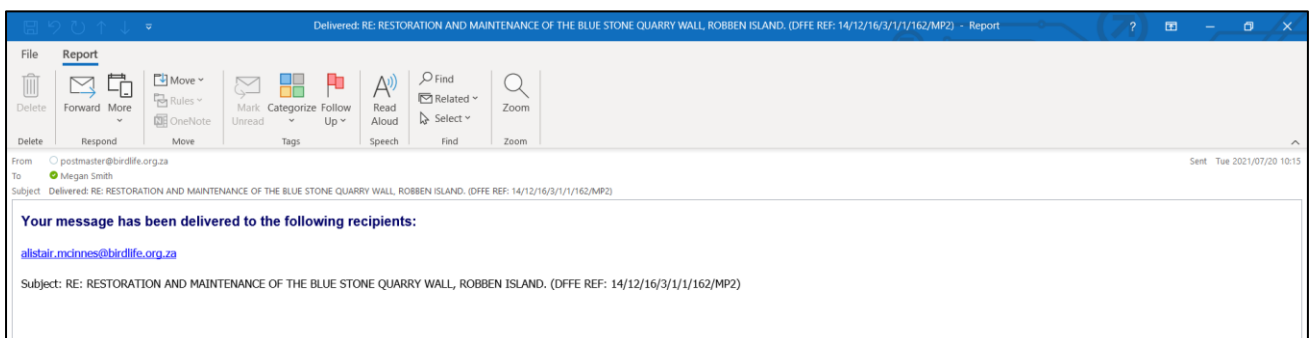 Delivered: RE: RESTORATION AND MAINTENANCE OF THE BLUE STONE QUARRY WALL, ROBBEN ISLAND. (DFFE REF: 14/12/16/3/1/1/162/MP2) - Report
File Report
Delete
Forward
More
Move
Rules
OneNote
Mark Unread
Categorize
Follow Up
Read Aloud
Find
Related
Select
Zoom
Delete Respond Move Tags Speech Find Zoom
From postmaster@birdlife.org.za Sent Tue 2021/07/20 10:15
To Megan Smith
Subject Delivered: RE: RESTORATION AND MAINTENANCE OF THE BLUE STONE QUARRY WALL, ROBBEN ISLAND. (DFFE REF: 14/12/16/3/1/1/162/MP2)
Your message has been delivered to the following recipients:
alistair.mcinnes@birdlife.org.za
Subject: RE: RESTORATION AND MAINTENANCE OF THE BLUE STONE QUARRY WALL, ROBBEN ISLAND. (DFFE REF: 14/12/16/3/1/1/162/MP2)